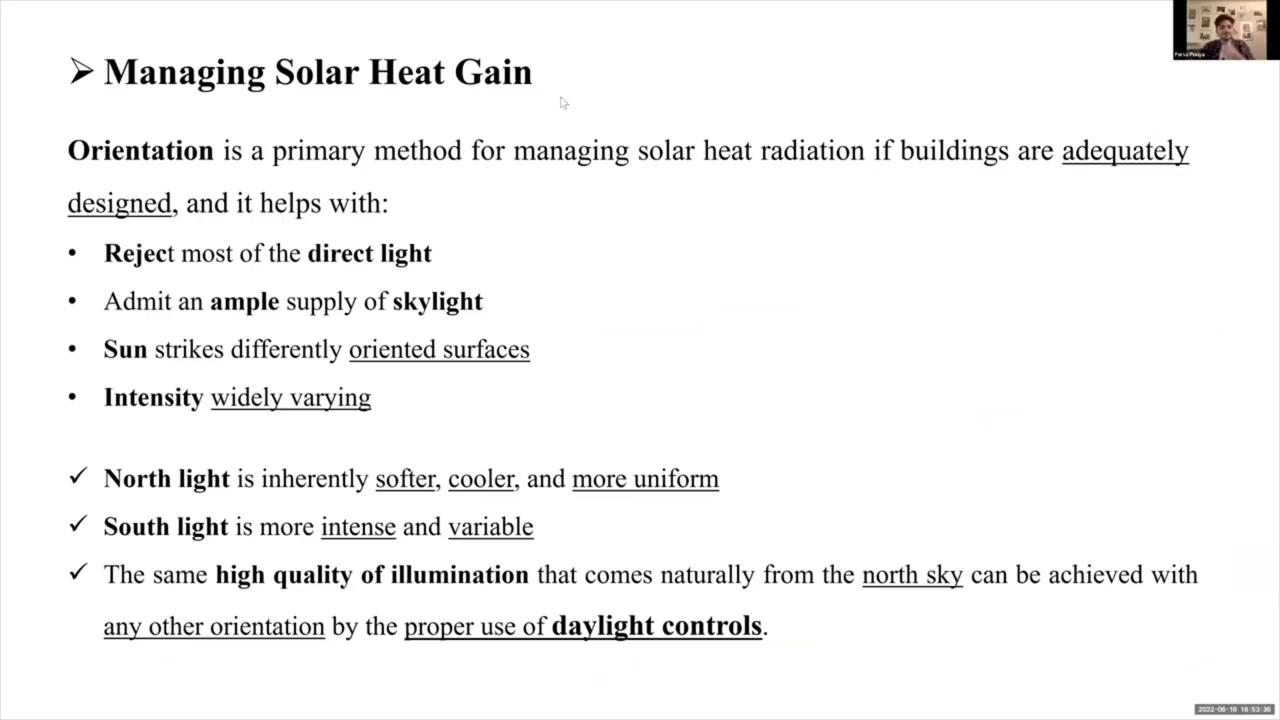 Parsa Pouya
➢ Managing Solar Heat Gain
Orientation is a primary method for managing solar heat radiation if buildings are adequately
designed, and it helps with:
• Reject most of the direct light
• Admit an ample supply of skylight
• Sun strikes differently oriented surfaces
• Intensity widely varying
✓ North light is inherently softer, cooler, and more uniform
✓ South light is more intense and variable
✓ The same high quality of illumination that comes naturally from the north sky can be achieved with
any other orientation by the proper use of daylight controls.
2022-06-16 18:53:36